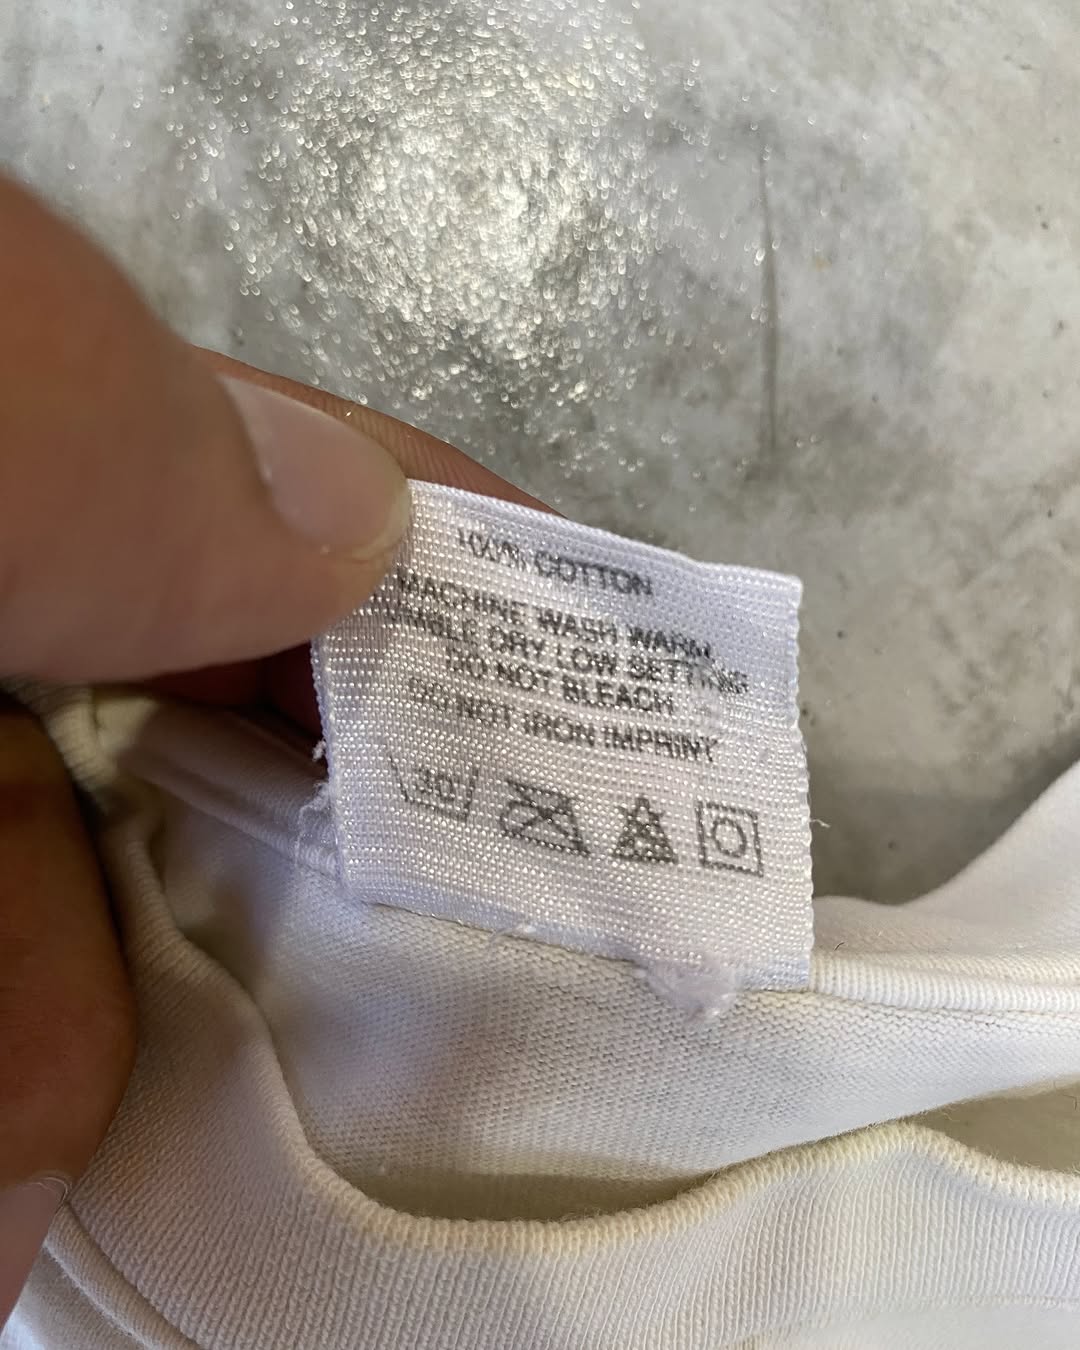 100% COTTON
MACHINE WASH WARM
TUMBLE DRY LOW SETTING
DO NOT BLEACH
DO NOT IRON IMPRINT
30